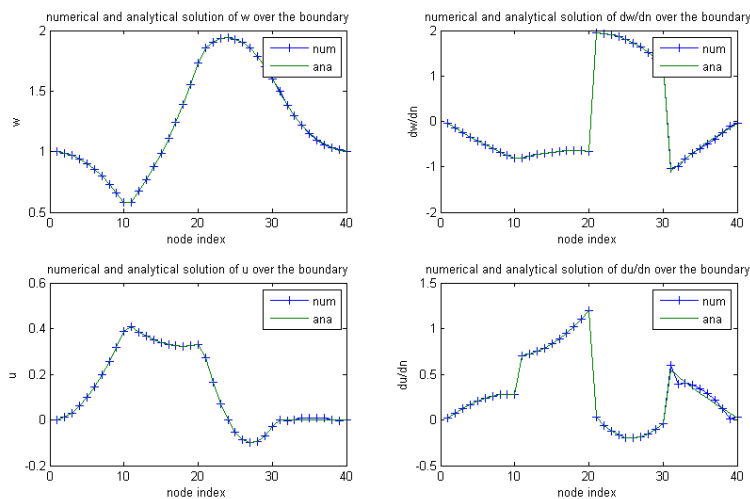 numerical and analytical solution of w over the boundary
2
1.5
1
0.5
w
num
ana
0 10 20 30 40
node index
numerical and analytical solution of dw/dn over the boundary
2
1
0
-1
-2
dw/dn
num
ana
0 10 20 30 40
node index
numerical and analytical solution of u over the boundary
0.6
0.4
0.2
0
-0.2
u
num
ana
0 10 20 30 40
node index
numerical and analytical solution of du/dn over the boundary
1.5
1
0.5
0
-0.5
du/dn
num
ana
0 10 20 30 40
node index